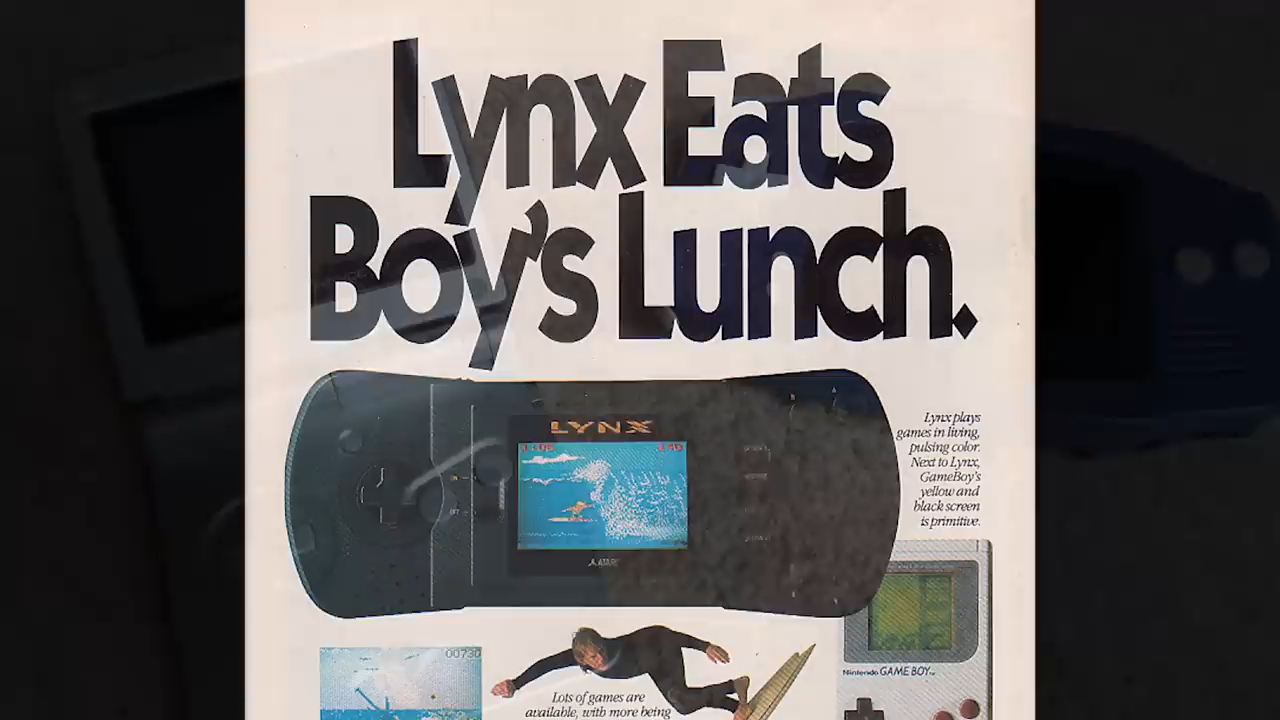 Lynx Eats
Boy's Lunch.
LYNX
ATARI
Lynx plays
games in living,
pulsing color.
Next to Lynx,
GameBoy's
yellow and
black screen
is primitive.
Nintendo GAME BOY™
00730
Lots of games are
available, with more being